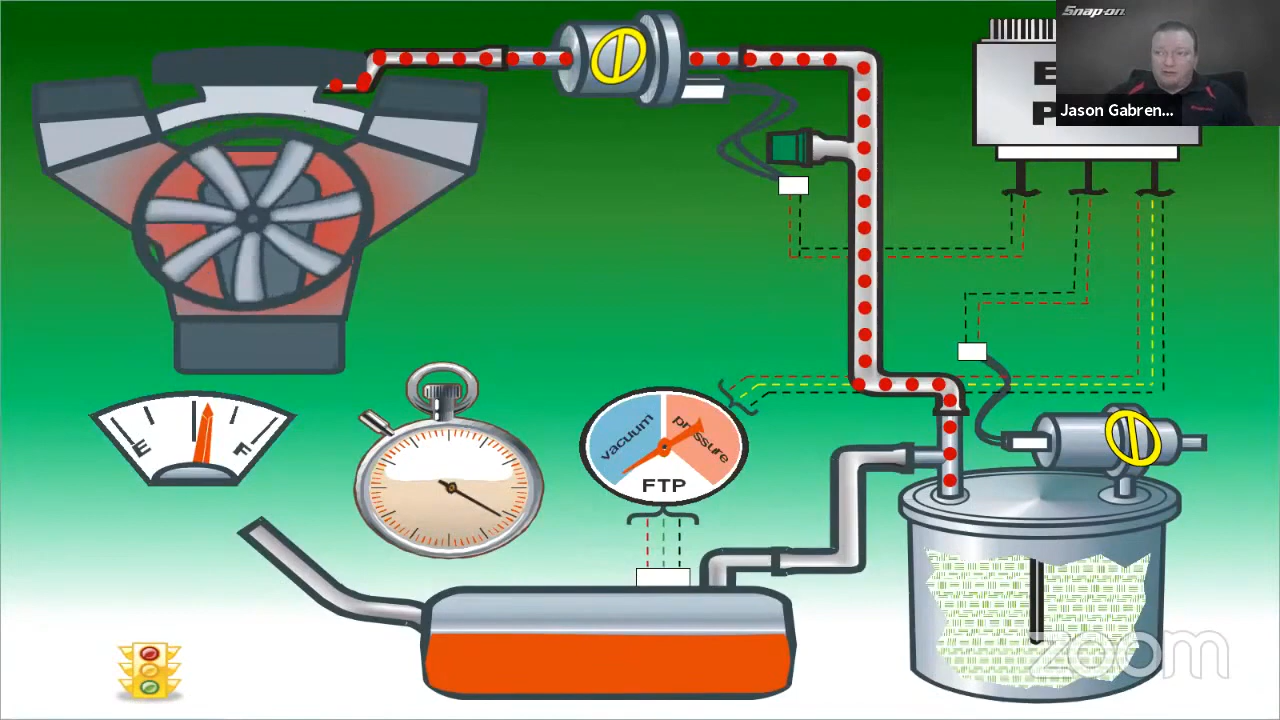 Snap-on
E
P
Jason Gabren...
E
F
vacuum
pressure
FTP
zoom